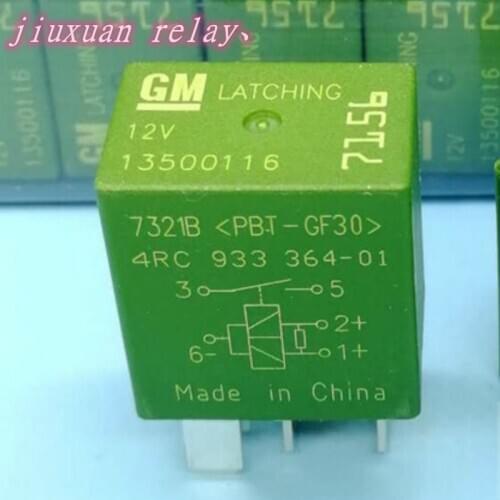 jiuxuan relay、
GM LATCHING
12V
13500116
7156
7321B <PBT-GF30>
4RC 933 364-01
3 5
2+
6- 1+
Made in China
13500116